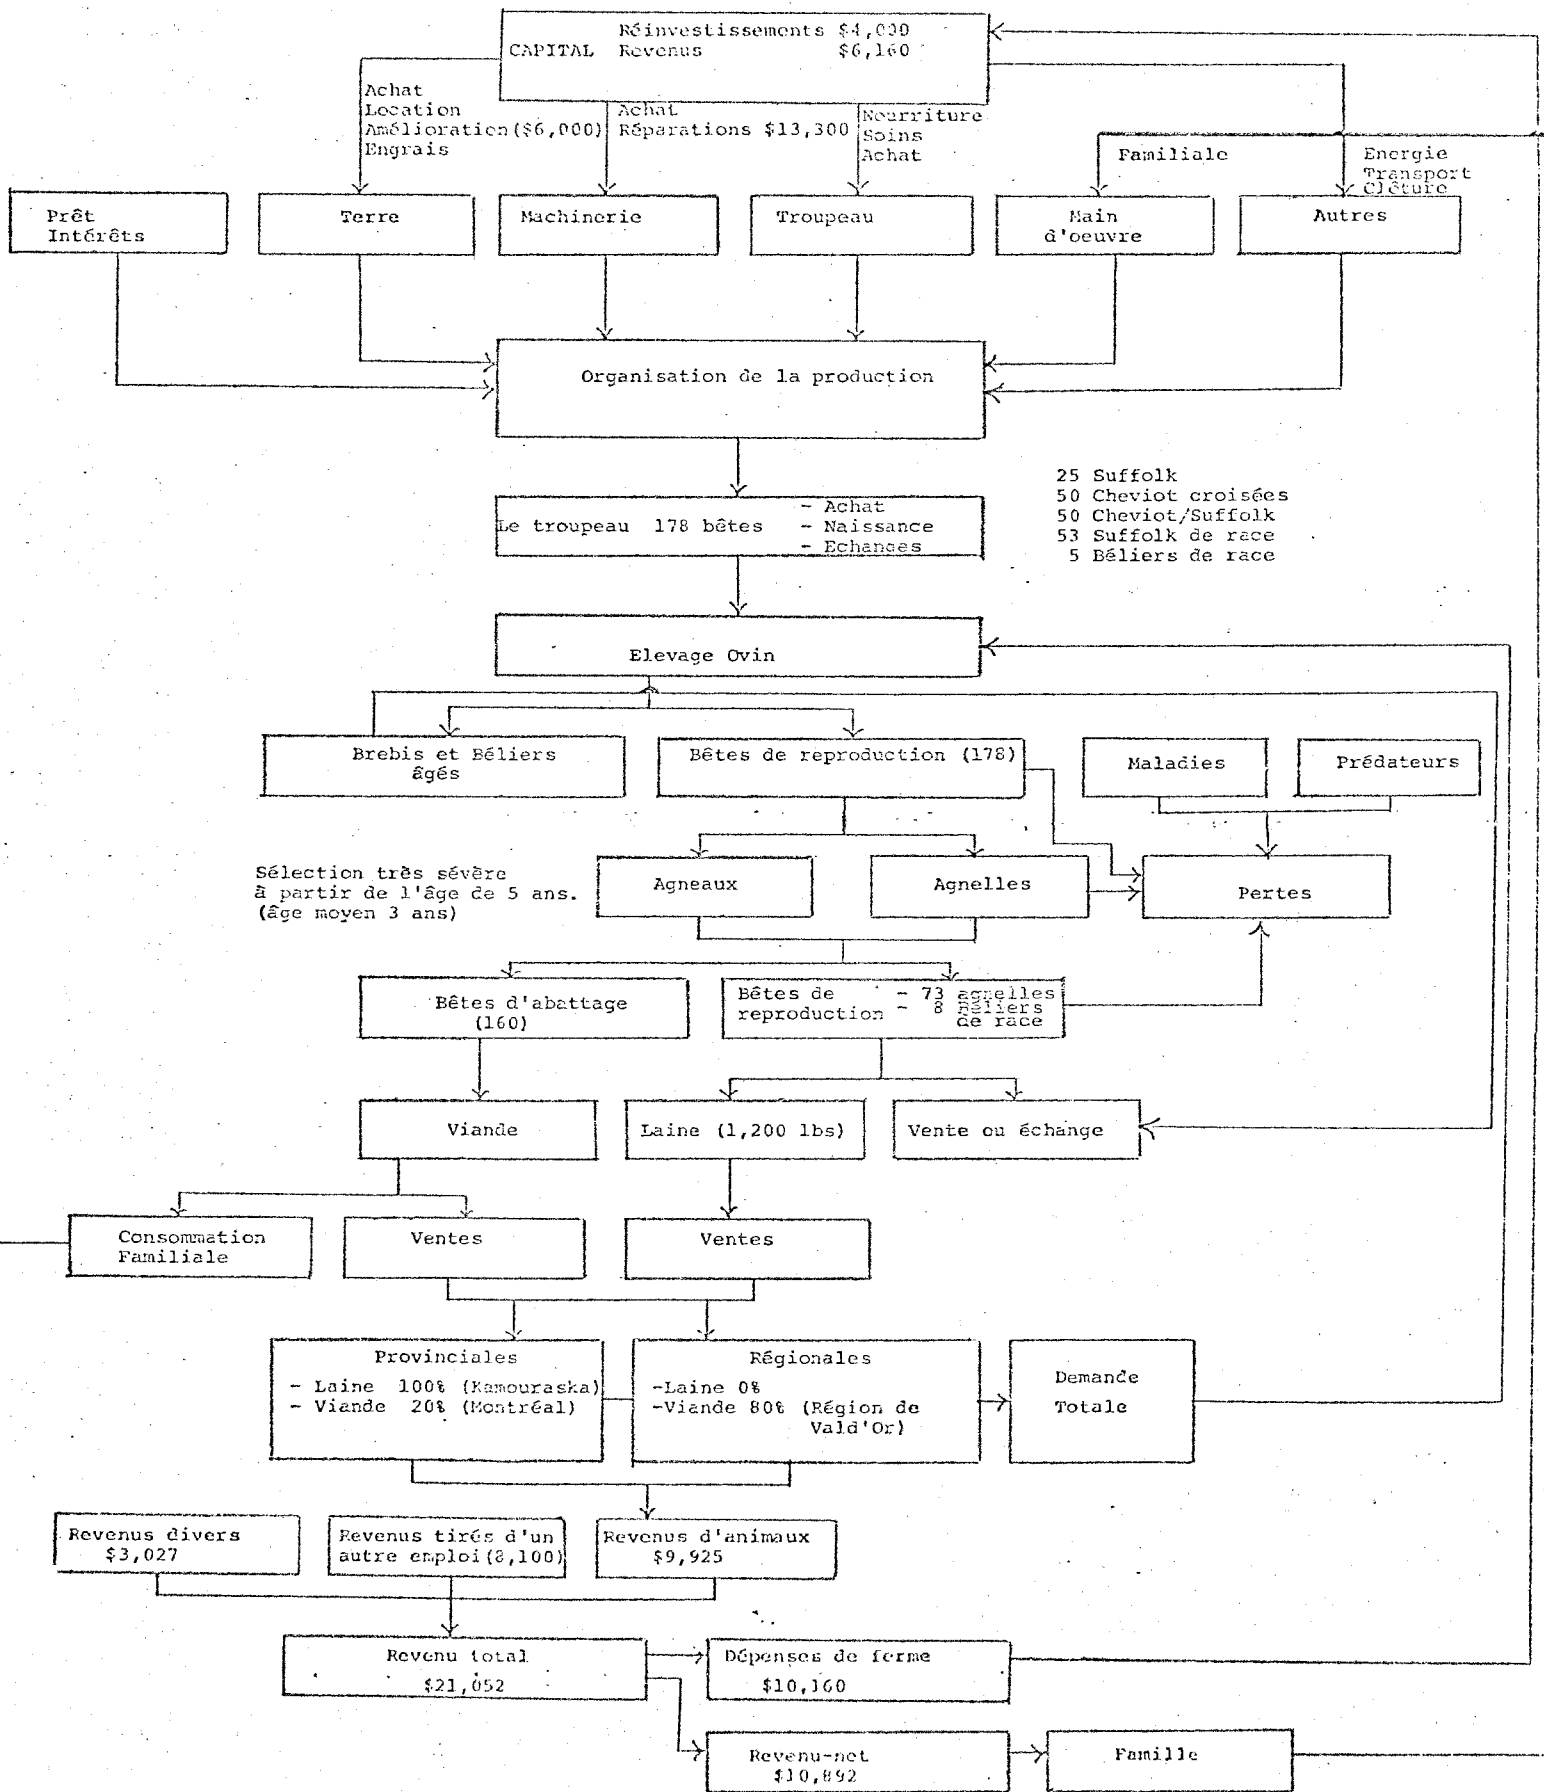 Réinvestissements $4,000
CAPITAL Revenus $6,160
Achat
Location
Amélioration($6,000)
Engrais
Achat
Réparations $13,300
Nourriture
Soins
Achat
Familiale
Energie
Transport
Clôture
Prêt
Intérêts
Terre
Machinerie
Troupeau
Main
d'oeuvre
Autres
Organisation de la production
Le troupeau 178 bêtes
- Achat
- Naissance
- Echanges
25 Suffolk
50 Cheviot croisées
50 Cheviot/Suffolk
53 Suffolk de race
5 Béliers de race
Elevage Ovin
Brebis et Béliers
âgés
Bêtes de reproduction (178)
Maladies
Prédateurs
Sélection très sévère
à partir de l'âge de 5 ans.
(âge moyen 3 ans)
Agneaux
Agnelles
Pertes
Bêtes d'abattage
(160)
Bêtes de - 73 agnelles
reproduction - 8 Béliers
de race
Viande
Laine (1,200 lbs)
Vente ou échange
Consommation
Familiale
Ventes
Ventes
Provinciales
- Laine 100% (Kamouraska)
- Viande 20% (Montréal)
Régionales
-Laine 0%
-Viande 80% (Région de
Vald'Or)
Demande
Totale
Revenus divers
$3,027
Revenus tirés d'un
autre emploi(8,100)
Revenus d'animaux
$9,925
Revenu total
$21,052
Dépenses de ferme
$10,160
Revenu-net
$10,892
Famille